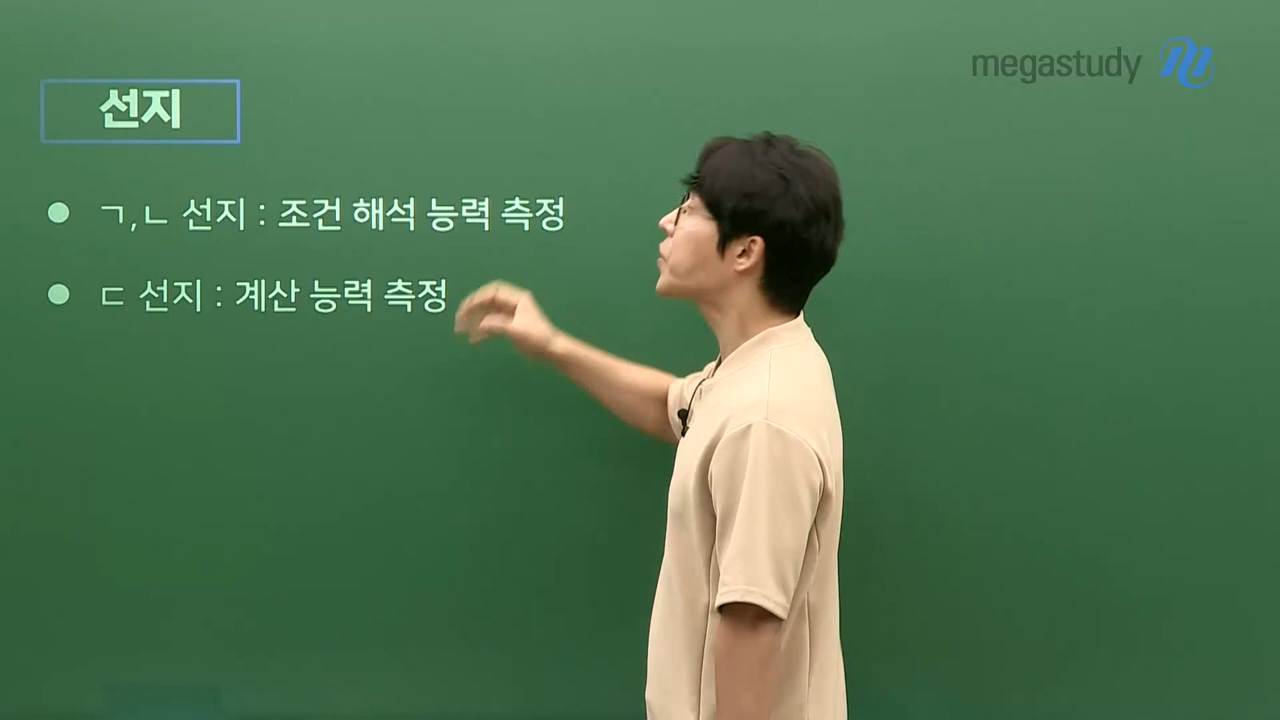 megastudy
선지
ㄱ,ㄴ 선지 : 조건 해석 능력 측정
ㄷ 선지 : 계산 능력 측정